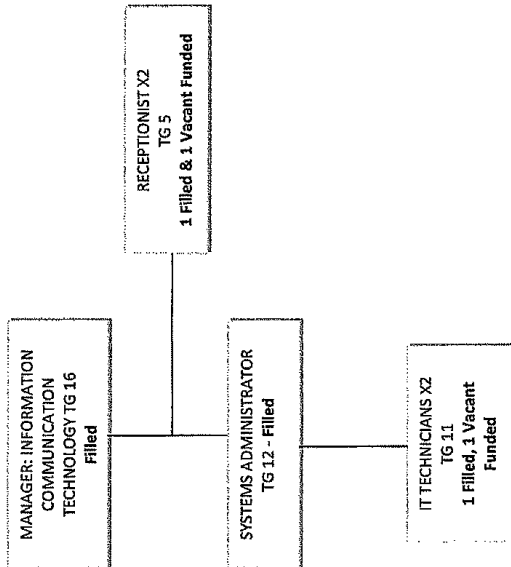 MANAGER: INFORMATION
COMMUNICATION
TECHNOLOGY TG 16
Filled
RECEPTIONIST X2
TG 5
1 Filled & 1 Vacant Funded
SYSTEMS ADMINISTRATOR
TG 12 - Filled
IT TECHNICIANS X2
TG 11
1 Filled, 1 Vacant
Funded